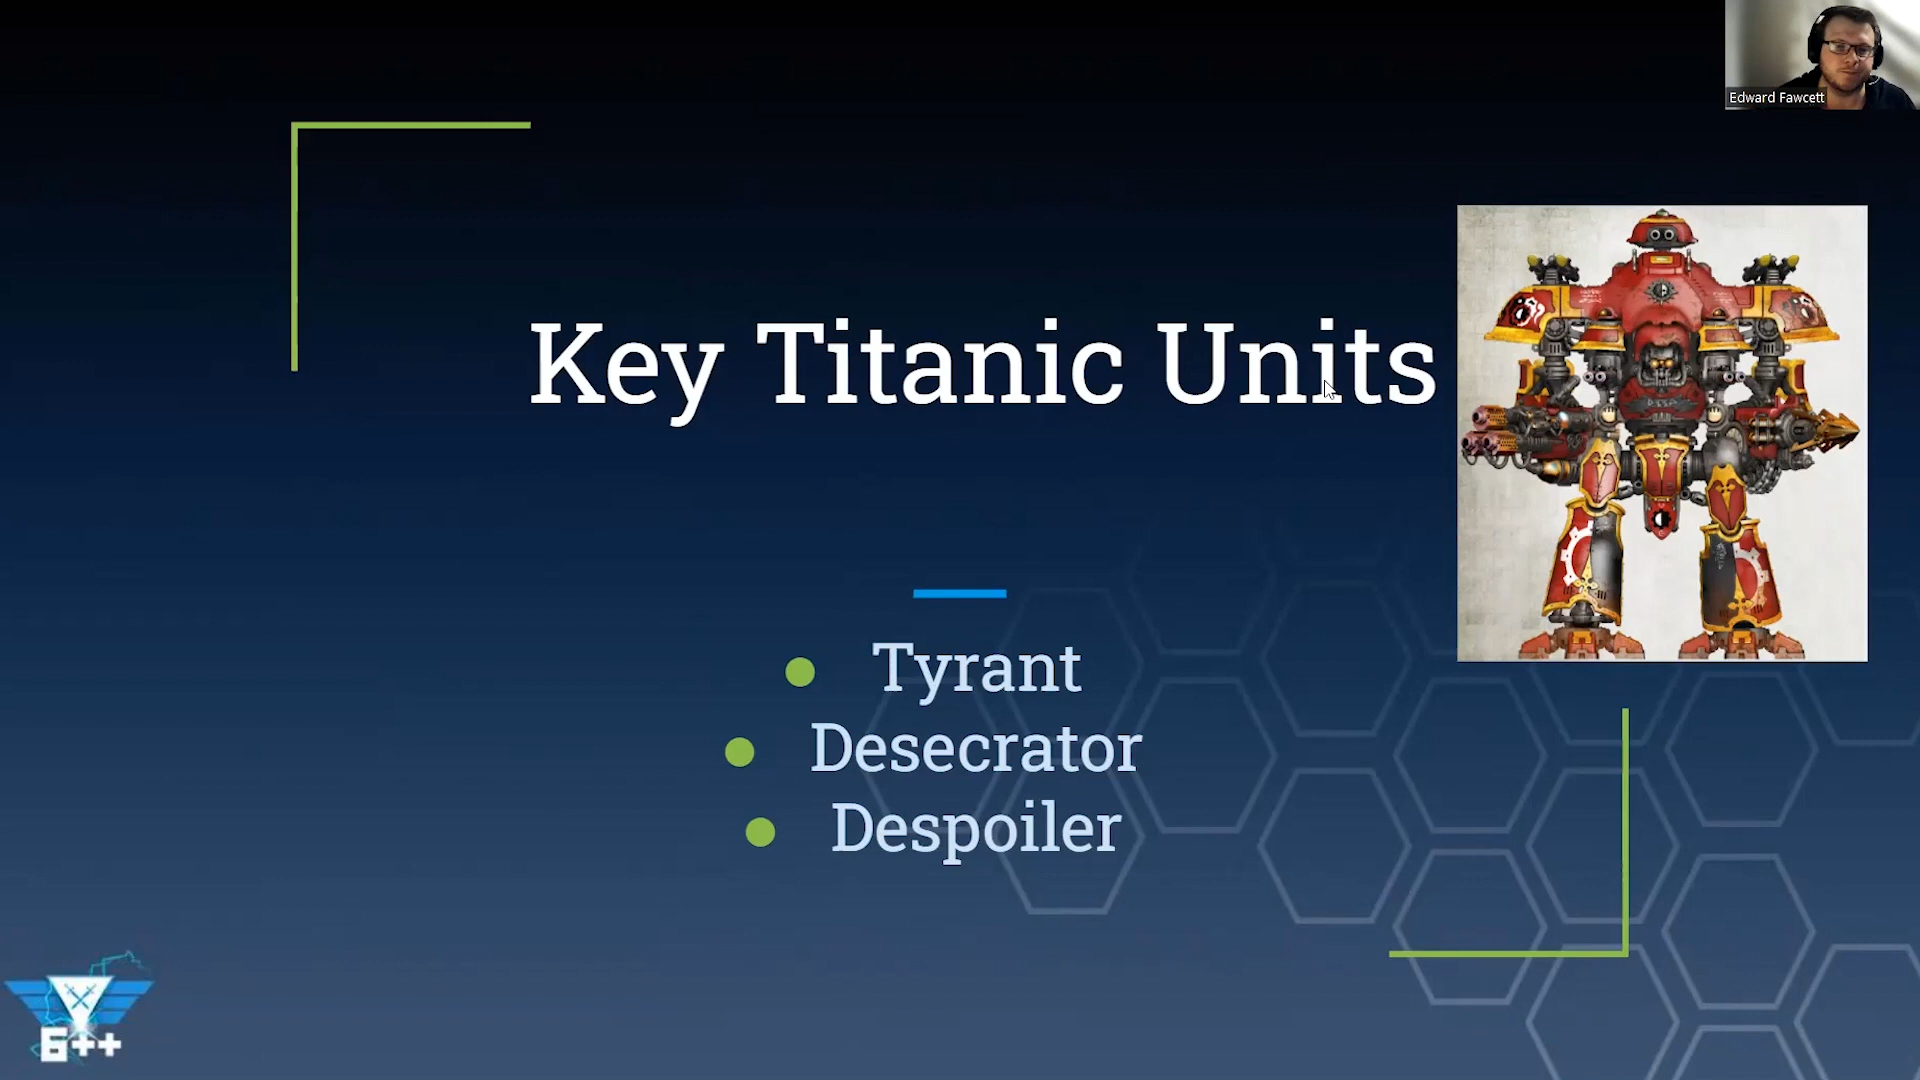 Edward Fawcett
Key Titanic Units
Tyrant
Desecrator
Despoiler
6++